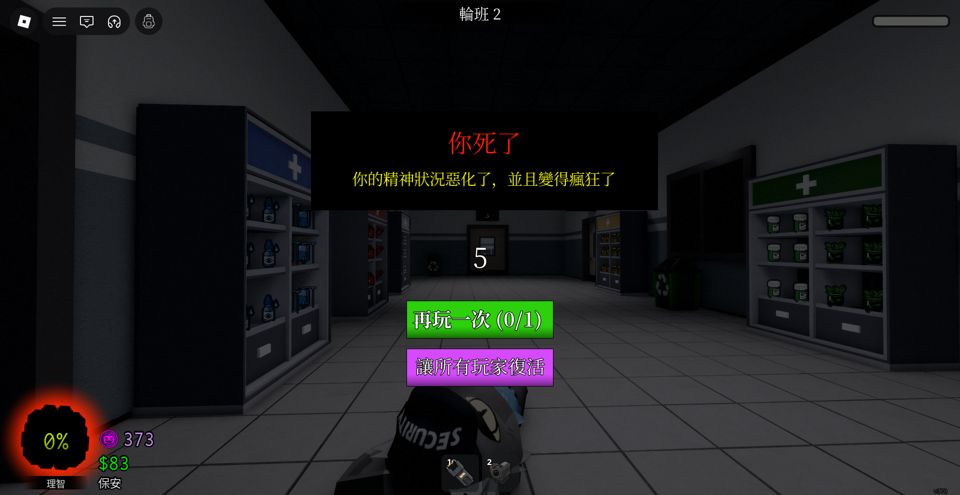 輪班 2
你死了
你的精神狀況惡化了，並且變得瘋狂了
5
再玩一次 (0/1)
讓所有玩家復活
SECURITY
0%
373
$83
理智
保安
1
2